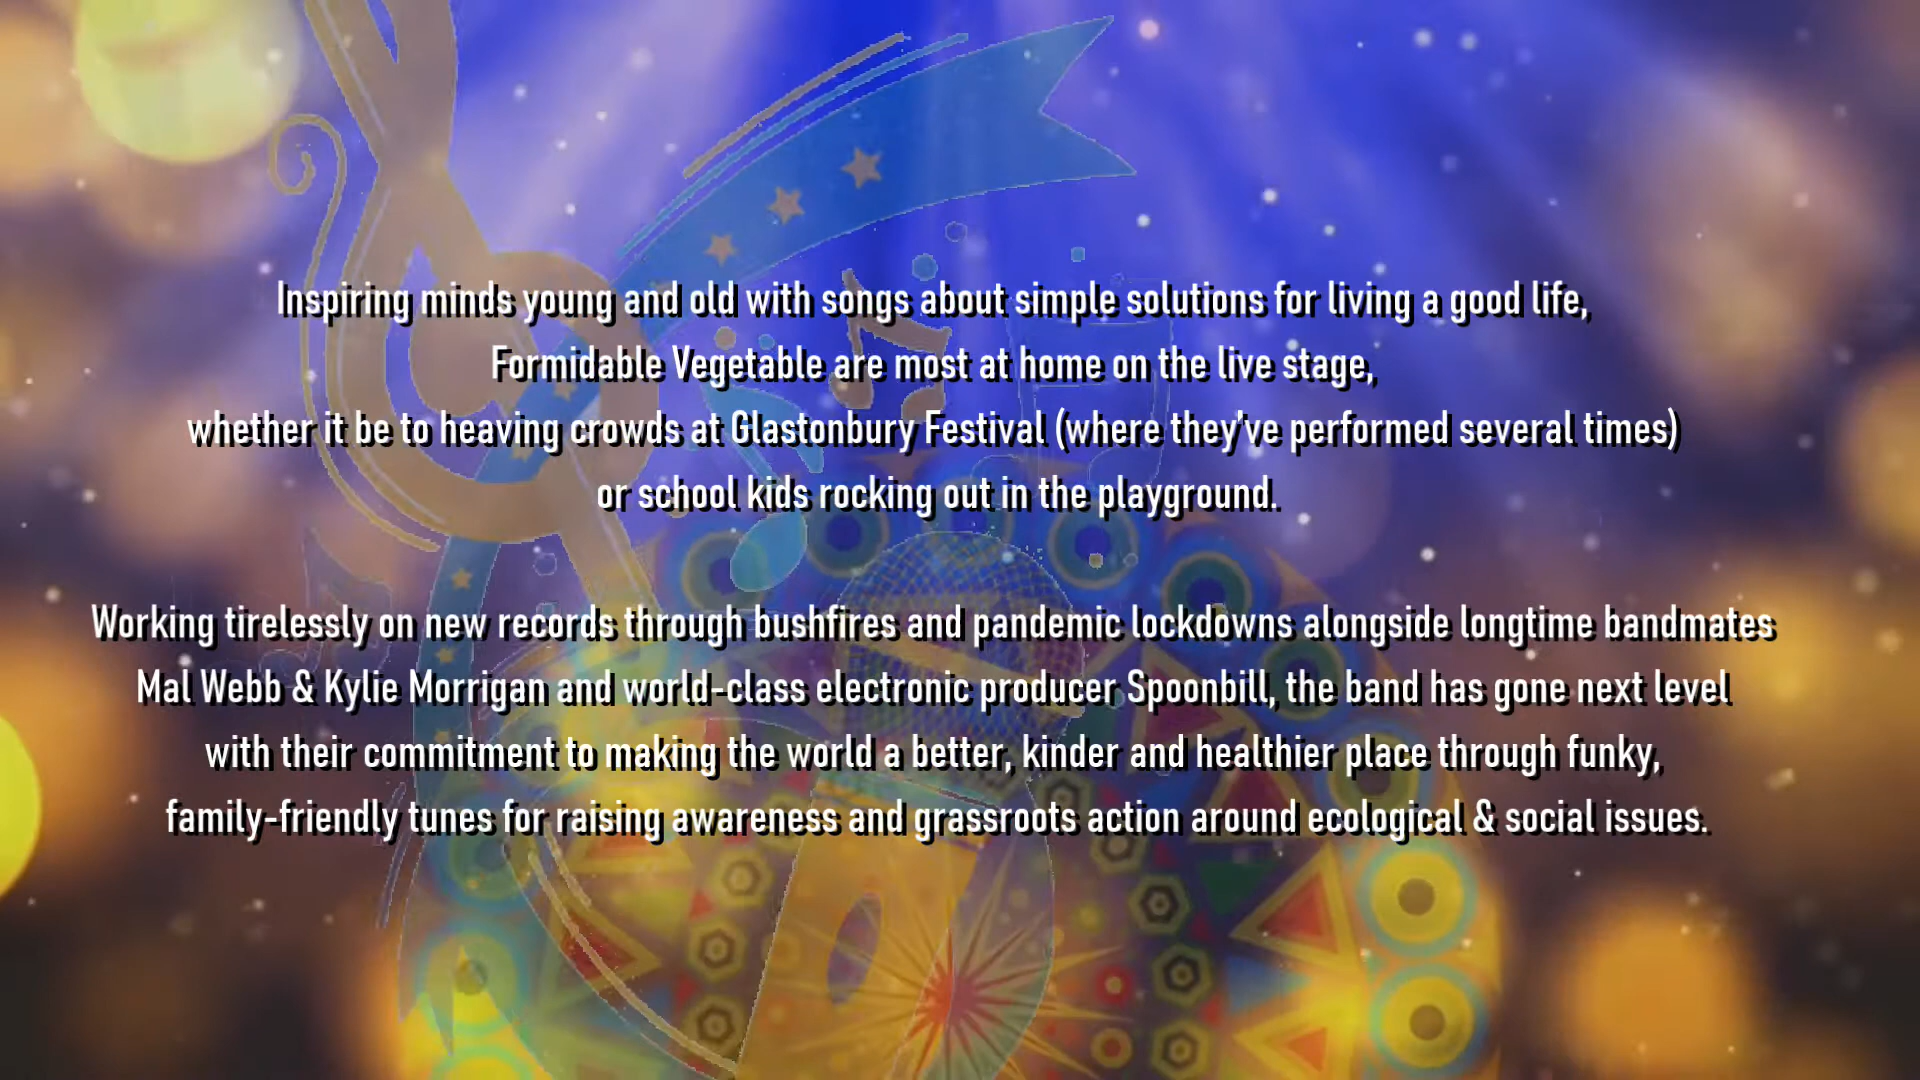 Inspiring minds young and old with songs about simple solutions for living a good life,
Formidable Vegetable are most at home on the live stage,
whether it be to heaving crowds at Glastonbury Festival (where they've performed several times)
or school kids rocking out in the playground.
Working tirelessly on new records through bushfires and pandemic lockdowns alongside longtime bandmates
Mal Webb & Kylie Morrigan and world-class electronic producer Spoonbill, the band has gone next level
with their commitment to making the world a better, kinder and healthier place through funky,
family-friendly tunes for raising awareness and grassroots action around ecological & social issues.